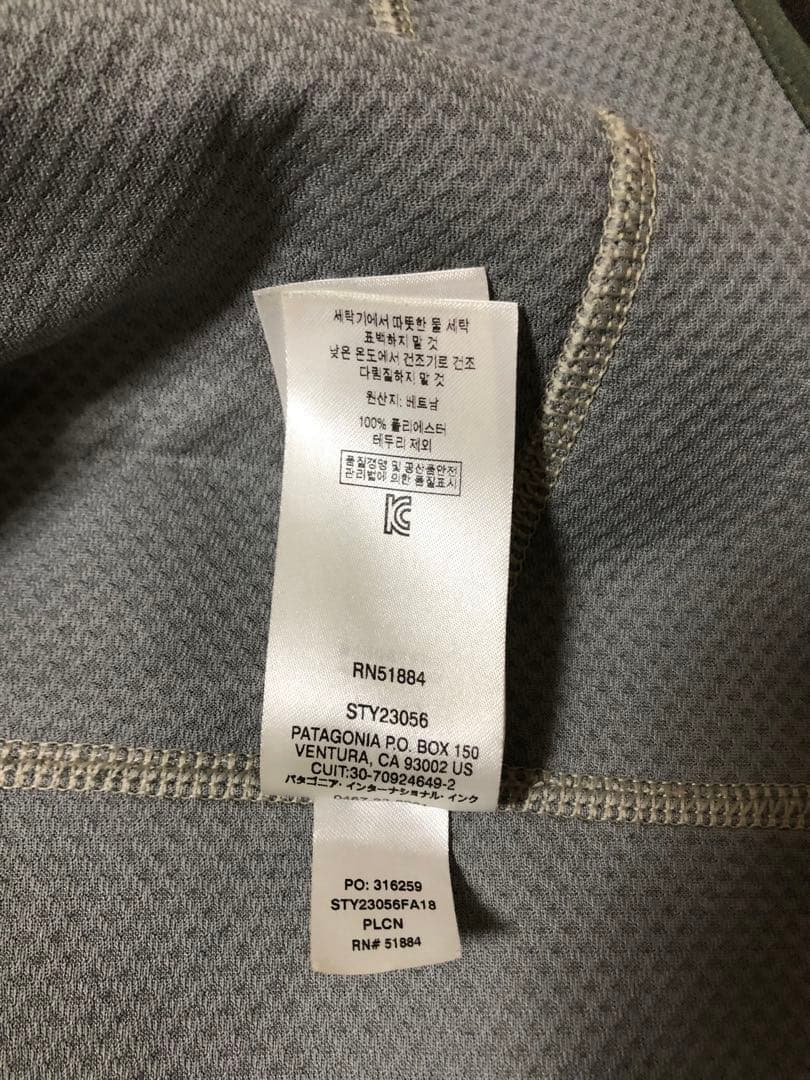 세탁기에서 따뜻한 물 세탁
표백하지 말 것
낮은 온도에서 건조기로 건조
다림질하지 말 것
원산지: 베트남
100% 폴리에스터
테두리 제외
품질경영 및 공산품안전
관리법에 의한 품질표시
RN51884
STY23056
PATAGONIA P.O. BOX 150
VENTURA, CA 93002 US
CUIT:30-70924649-2
パタゴニア・インターナショナル・インク
PO: 316259
STY23056FA18
PLCN
RN# 51884